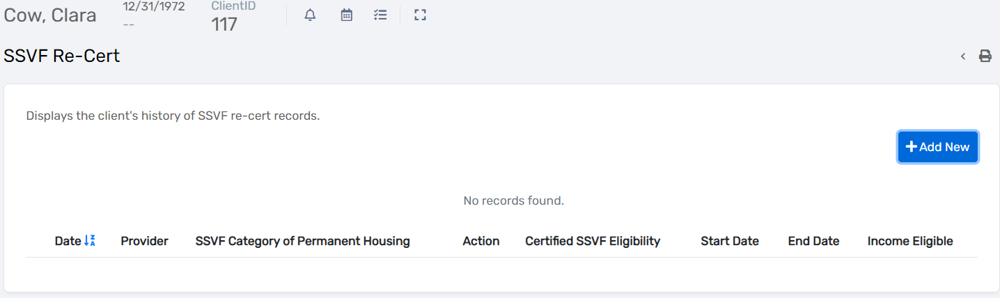 Cow, Clara
12/31/1972
--
ClientID
117
SSVF Re-Cert
Displays the client's history of SSVF re-cert records.
Add New
No records found.
Date Provider SSVF Category of Permanent Housing Action Certified SSVF Eligibility Start Date End Date Income Eligible